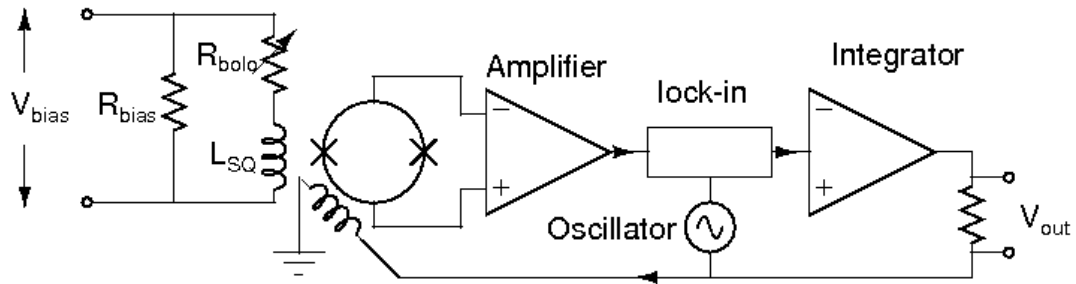 V_bias
R_bias
R_bolo
L_SQ
Amplifier
−
+
lock-in
Oscillator
Integrator
−
+
V_out